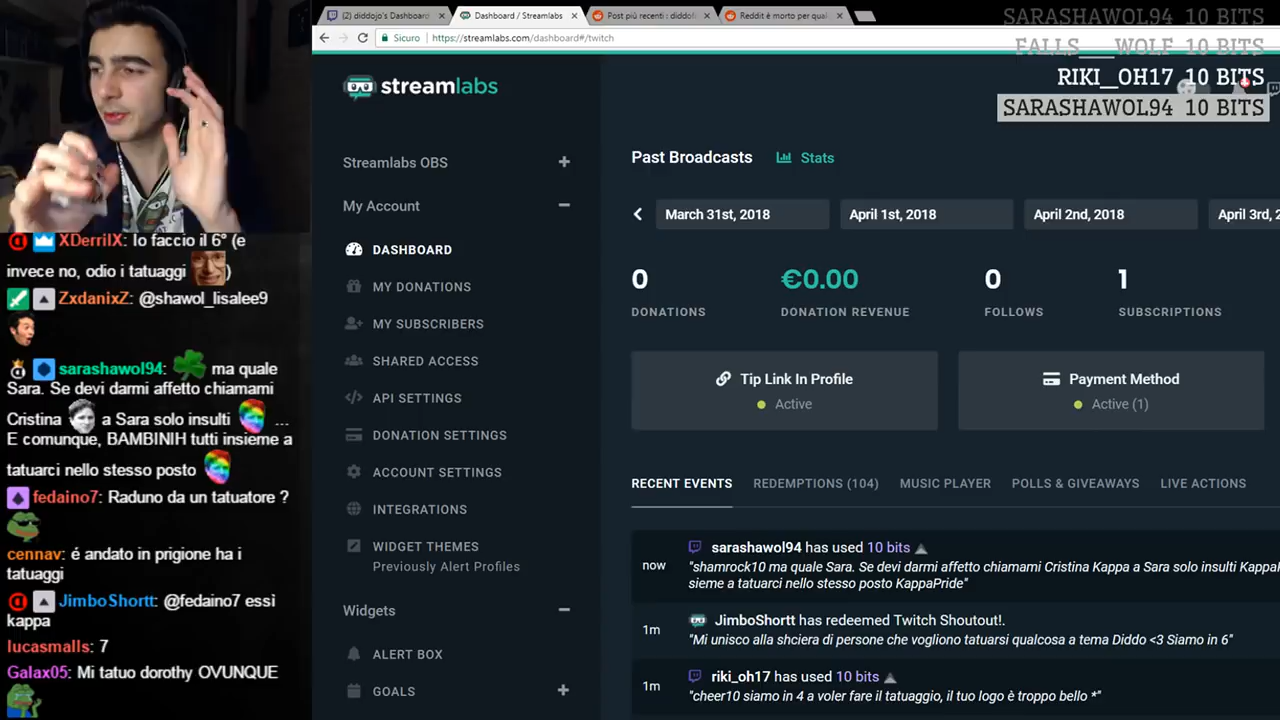 (2) diddojo's Dashboard
Dashboard / Streamlabs
Post più recenti : diddo
Reddit è morto per qual
Sicuro https://streamlabs.com/dashboard#/twitch
SARASHAWOL94 10 BITS
FALLS___WOLF 10 BITS
RIKI_OH17 10 BITS
SARASHAWOL94 10 BITS
streamlabs
Streamlabs OBS
My Account
DASHBOARD
MY DONATIONS
MY SUBSCRIBERS
SHARED ACCESS
API SETTINGS
DONATION SETTINGS
ACCOUNT SETTINGS
INTEGRATIONS
WIDGET THEMES
Previously Alert Profiles
Widgets
ALERT BOX
GOALS
Past Broadcasts Stats
March 31st, 2018 April 1st, 2018 April 2nd, 2018 April 3rd, 2
0 €0.00 0 1
DONATIONS DONATION REVENUE FOLLOWS SUBSCRIPTIONS
Tip Link In Profile
Active
Payment Method
Active (1)
RECENT EVENTS REDEMPTIONS (104) MUSIC PLAYER POLLS & GIVEAWAYS LIVE ACTIONS
now
sarashawol94 has used 10 bits
"shamrock10 ma quale Sara. Se devi darmi affetto chiamami Cristina Kappa a Sara solo insulti Kappa
sieme a tatuarci nello stesso posto KappaPride"
1m
JimboShortt has redeemed Twitch Shoutout!.
"Mi unisco alla shciera di persone che vogliono tatuarsi qualcosa a tema Diddo <3 Siamo in 6"
1m
riki_oh17 has used 10 bits
"cheer10 siamo in 4 a voler fare il tatuaggio, il tuo logo è troppo bello *"
XDerrilX: Io faccio il 6° (e
invece no, odio i tatuaggi )
ZxdanixZ: @shawol_lisalee9
sarashawol94: ma quale
Sara. Se devi darmi affetto chiamami
Cristina a Sara solo insulti ...
E comunque, BAMBINIH tutti insieme a
tatuarci nello stesso posto
fedaino7: Raduno da un tatuatore ?
cennav: é andato in prigione ha i
tatuaggi
JimboShortt: @fedaino7 essì
kappa
lucasmalls: 7
Galax05: Mi tatuo dorothy OVUNQUE